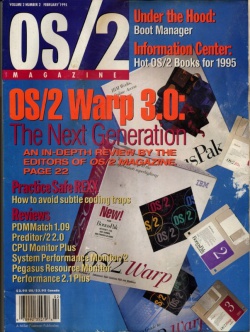 VOLUME 2 NUMBER 2 FEBRUARY 1995
OS/2
MAGAZINE
Under the Hood:
Boot Manager
Information Center:
Hot OS/2 Books for 1995
OS/2 Warp 3.0:
The Next Generation
AN IN-DEPTH REVIEW BY THE
EDITORS OF OS/2 MAGAZINE
PAGE 22
Practice Safe REXX
How to avoid subtle coding traps
Reviews
PDMMatch 1.09
Preditor/2 2.0
CPU Monitor Plus
System Performance Monitor/2
Pegasus Resource Monitor
Performance 2.1 Plus
New!
BonusPak
IBM
OS/2
Warp